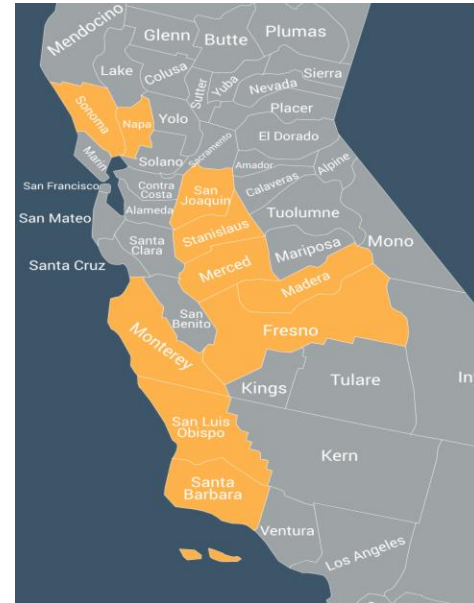 Mendocino
Glenn
Butte
Plumas
Lake
Colusa
Sutter
Yuba
Nevada
Sierra
Placer
Sonoma
Napa
Yolo
El Dorado
Marin
Solano
Sacramento
Amador
Alpine
San Francisco
Contra
Costa
San
Joaquin
Calaveras
San Mateo
Alameda
Tuolumne
Stanislaus
Mono
Santa
Clara
Mariposa
Santa Cruz
Merced
Madera
San
Benito
Fresno
Monterey
Kings
Tulare
In
San Luis
Obispo
Kern
Santa
Barbara
Ventura
Los Angeles